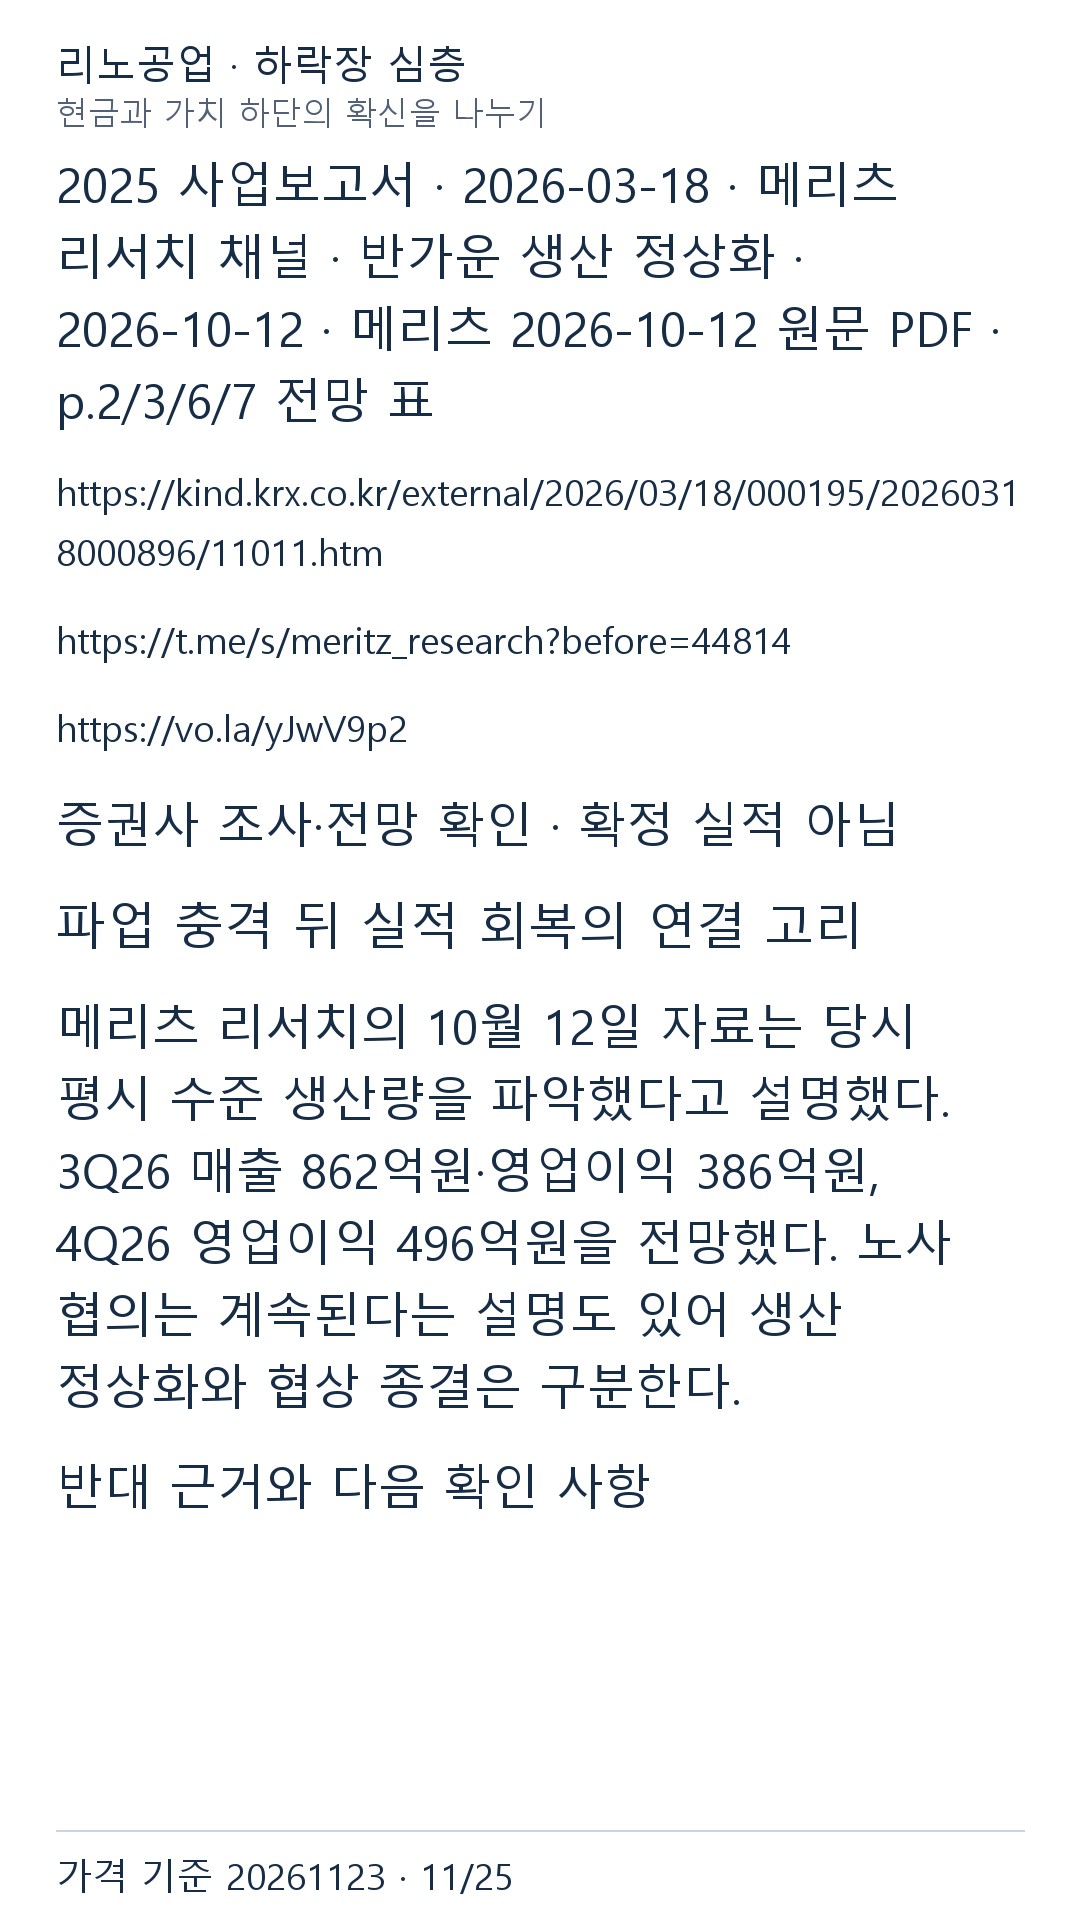 리노공업 · 하락장 심층
현금과 가치 하단의 확신을 나누기
2025 사업보고서 · 2026-03-18 · 메리츠
리서치 채널 · 반가운 생산 정상화 ·
2026-10-12 · 메리츠 2026-10-12 원문 PDF ·
p.2/3/6/7 전망 표
https://kind.krx.co.kr/external/2026/03/18/000195/2026031
8000896/11011.htm
https://t.me/s/meritz_research?before=44814
https://vo.la/yJwV9p2
증권사 조사·전망 확인 · 확정 실적 아님
파업 충격 뒤 실적 회복의 연결 고리
메리츠 리서치의 10월 12일 자료는 당시
평시 수준 생산량을 파악했다고 설명했다.
3Q26 매출 862억원·영업이익 386억원,
4Q26 영업이익 496억원을 전망했다. 노사
협의는 계속된다는 설명도 있어 생산
정상화와 협상 종결은 구분한다.
반대 근거와 다음 확인 사항
가격 기준 20261123 · 11/25